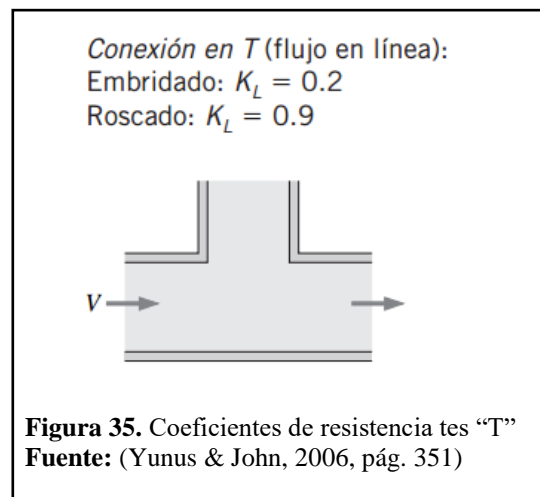 Conexión en T (flujo en línea):
Embridado: K_L = 0.2
Roscado: K_L = 0.9
V
Figura 35. Coeficientes de resistencia tes “T”
Fuente: (Yunus & John, 2006, pág. 351)